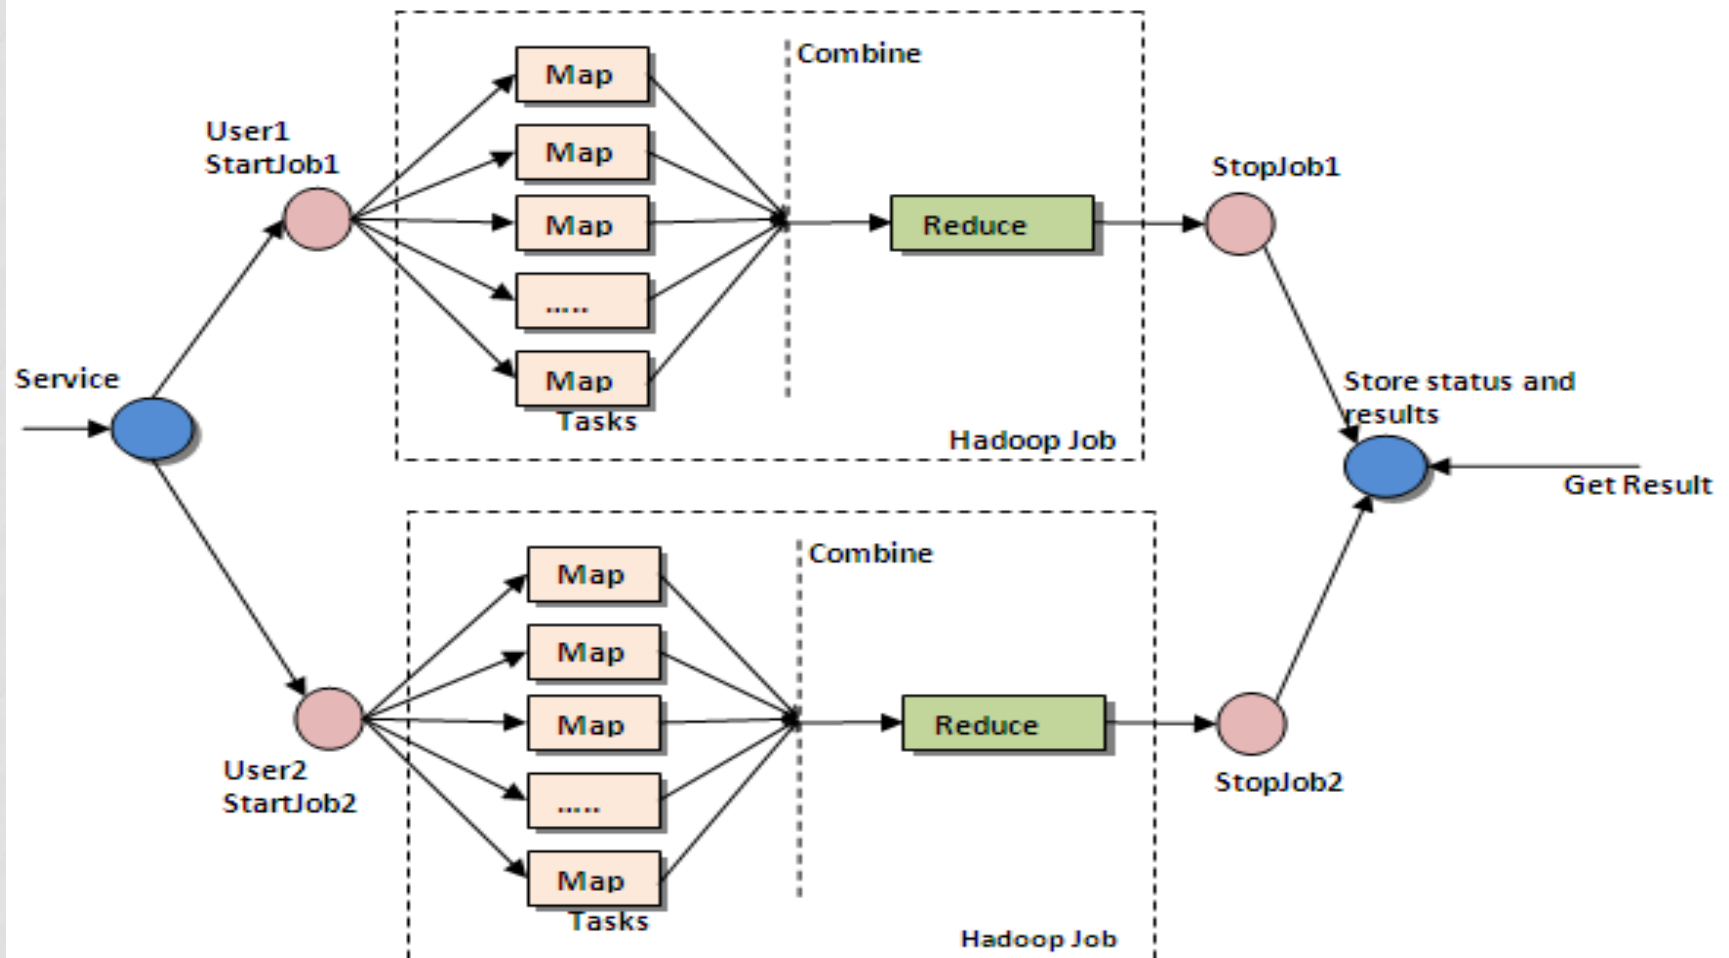 Combine
Map
User1
StartJob1
Map
StopJob1
Map
Reduce
.....
Service
Map
Tasks
Store status and
results
Hadoop Job
Get Result
Combine
Map
Map
Map
Reduce
User2
StartJob2
.....
StopJob2
Map
Tasks
Hadoop Job